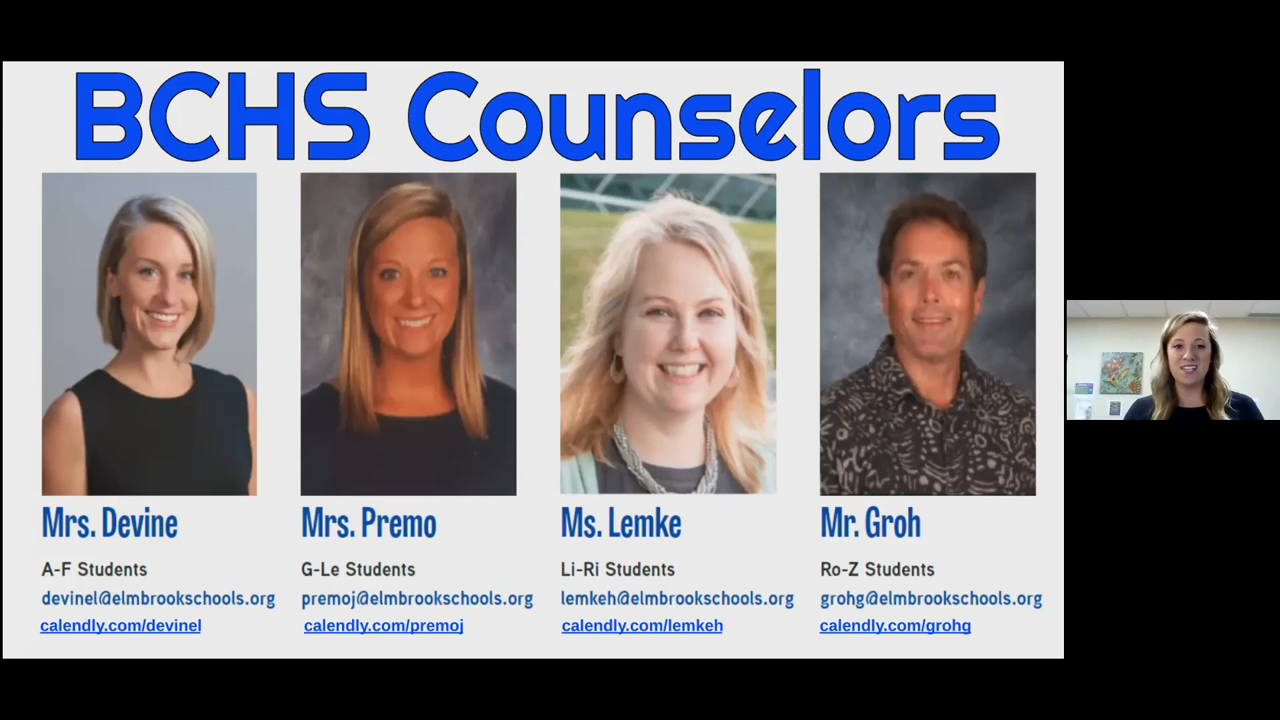 BCHS Counselors
Mrs. Devine
A-F Students
devinel@elmbrookschools.org
calendly.com/devinel
Mrs. Premo
G-Le Students
premoj@elmbrookschools.org
calendly.com/premoj
Ms. Lemke
Li-Ri Students
lemkeh@elmbrookschools.org
calendly.com/lemkeh
Mr. Groh
Ro-Z Students
grohg@elmbrookschools.org
calendly.com/grohg